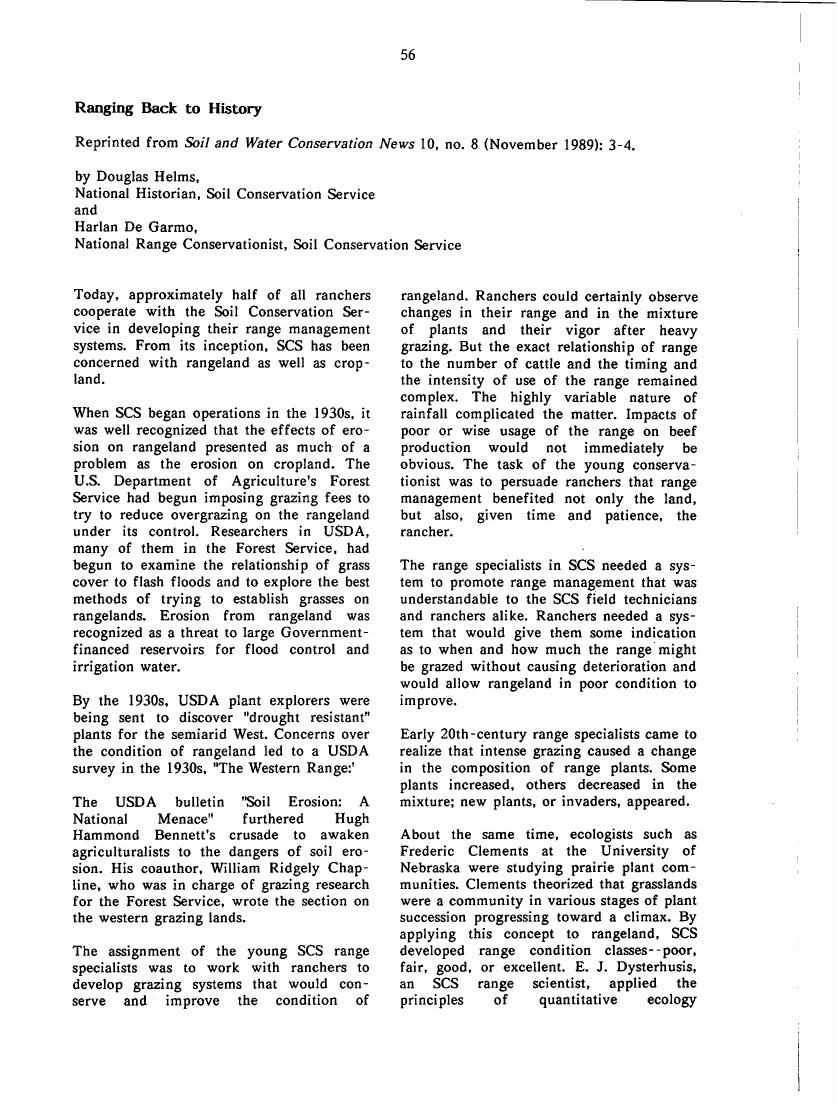 56
Ranging Back to History
Reprinted from Soil and Water Conservation News 10, no. 8 (November 1989): 3-4.
by Douglas Helms,
National Historian, Soil Conservation Service
and
Harlan De Garmo,
National Range Conservationist, Soil Conservation Service
Today, approximately half of all ranchers
cooperate with the Soil Conservation Ser-
vice in developing their range management
systems. From its inception, SCS has been
concerned with rangeland as well as crop-
land.
When SCS began operations in the 1930s, it
was well recognized that the effects of ero-
sion on rangeland presented as much of a
problem as the erosion on cropland. The
U.S. Department of Agriculture's Forest
Service had begun imposing grazing fees to
try to reduce overgrazing on the rangeland
under its control. Researchers in USDA,
many of them in the Forest Service, had
begun to examine the relationship of grass
cover to flash floods and to explore the best
methods of trying to establish grasses on
rangelands. Erosion from rangeland was
recognized as a threat to large Government-
financed reservoirs for flood control and
irrigation water.
By the 1930s, USDA plant explorers were
being sent to discover "drought resistant"
plants for the semiarid West. Concerns over
the condition of rangeland led to a USDA
survey in the 1930s, "The Western Range:'
The USDA bulletin "Soil Erosion: A
National Menace" furthered Hugh
Hammond Bennett's crusade to awaken
agriculturalists to the dangers of soil ero-
sion. His coauthor, William Ridgely Chap-
line, who was in charge of grazing research
for the Forest Service, wrote the section on
the western grazing lands.
The assignment of the young SCS range
specialists was to work with ranchers to
develop grazing systems that would con-
serve and improve the condition of
rangeland. Ranchers could certainly observe
changes in their range and in the mixture
of plants and their vigor after heavy
grazing. But the exact relationship of range
to the number of cattle and the timing and
the intensity of use of the range remained
complex. The highly variable nature of
rainfall complicated the matter. Impacts of
poor or wise usage of the range on beef
production would not immediately be
obvious. The task of the young conserva-
tionist was to persuade ranchers that range
management benefited not only the land,
but also, given time and patience, the
rancher.
The range specialists in SCS needed a sys-
tem to promote range management that was
understandable to the SCS field technicians
and ranchers alike. Ranchers needed a sys-
tem that would give them some indication
as to when and how much the range might
be grazed without causing deterioration and
would allow rangeland in poor condition to
improve.
Early 20th-century range specialists came to
realize that intense grazing caused a change
in the composition of range plants. Some
plants increased, others decreased in the
mixture; new plants, or invaders, appeared.
About the same time, ecologists such as
Frederic Clements at the University of
Nebraska were studying prairie plant com-
munities. Clements theorized that grasslands
were a community in various stages of plant
succession progressing toward a climax. By
applying this concept to rangeland, SCS
developed range condition classes--poor,
fair, good, or excellent. E. J. Dysterhusis,
an SCS range scientist, applied the
principles of quantitative ecology